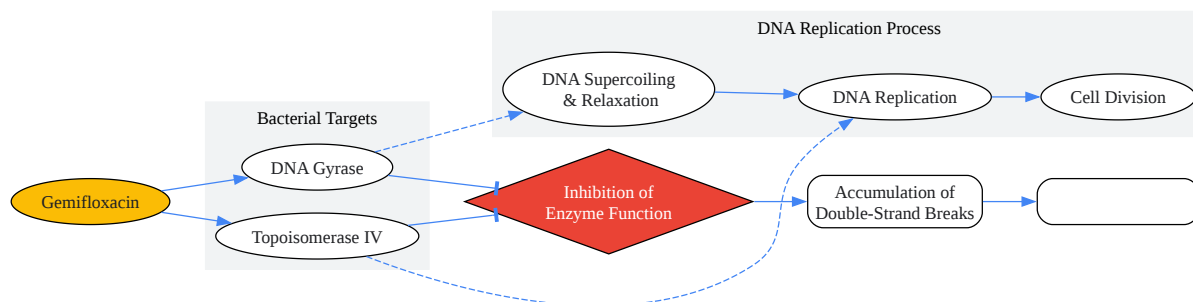 DNA Replication Process
DNA Supercoiling
& Relaxation
DNA Replication
Cell Division
Bacterial Targets
DNA Gyrase
Topoisomerase IV
Gemifloxacin
Inhibition of
Enzyme Function
Accumulation of
Double-Strand Breaks